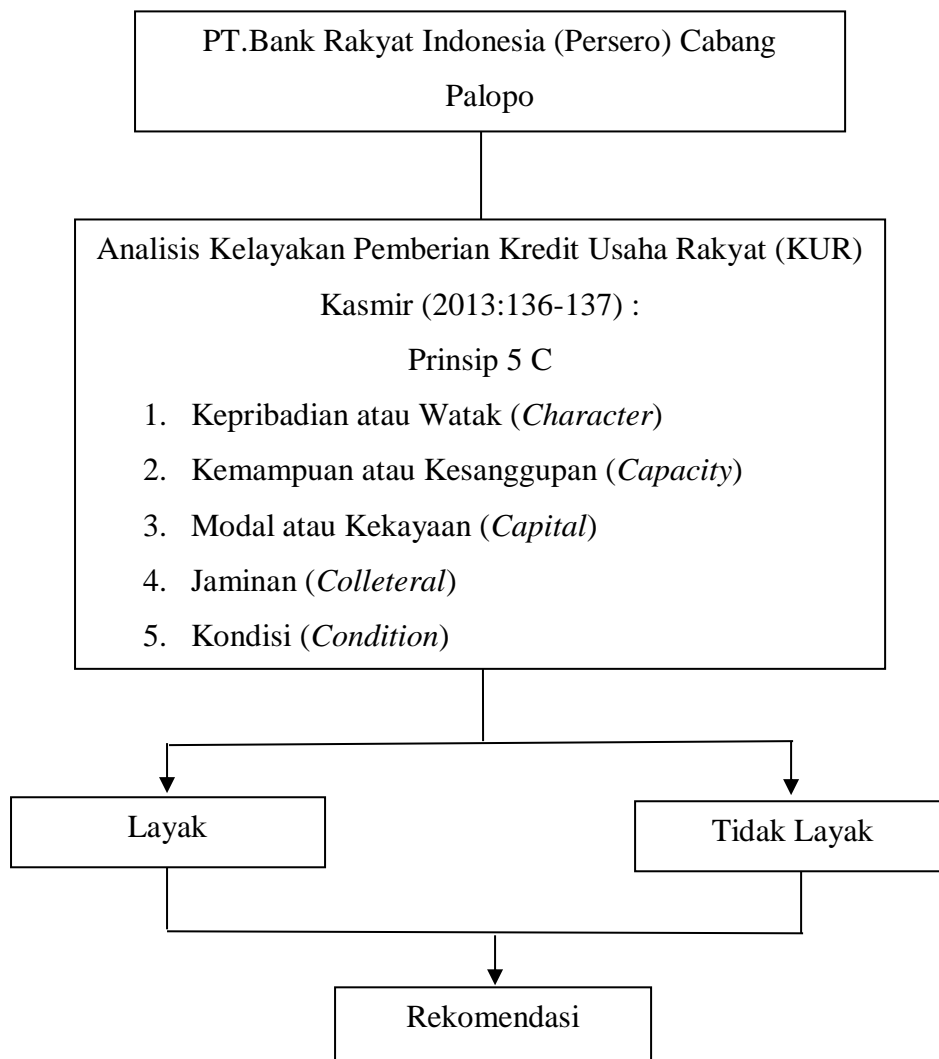 PT.Bank Rakyat Indonesia (Persero) Cabang
Palopo
Analisis Kelayakan Pemberian Kredit Usaha Rakyat (KUR)
Kasmir (2013:136-137) :
Prinsip 5 C
1. Kepribadian atau Watak (Character)
2. Kemampuan atau Kesanggupan (Capacity)
3. Modal atau Kekayaan (Capital)
4. Jaminan (Colleteral)
5. Kondisi (Condition)
Layak
Tidak Layak
Rekomendasi